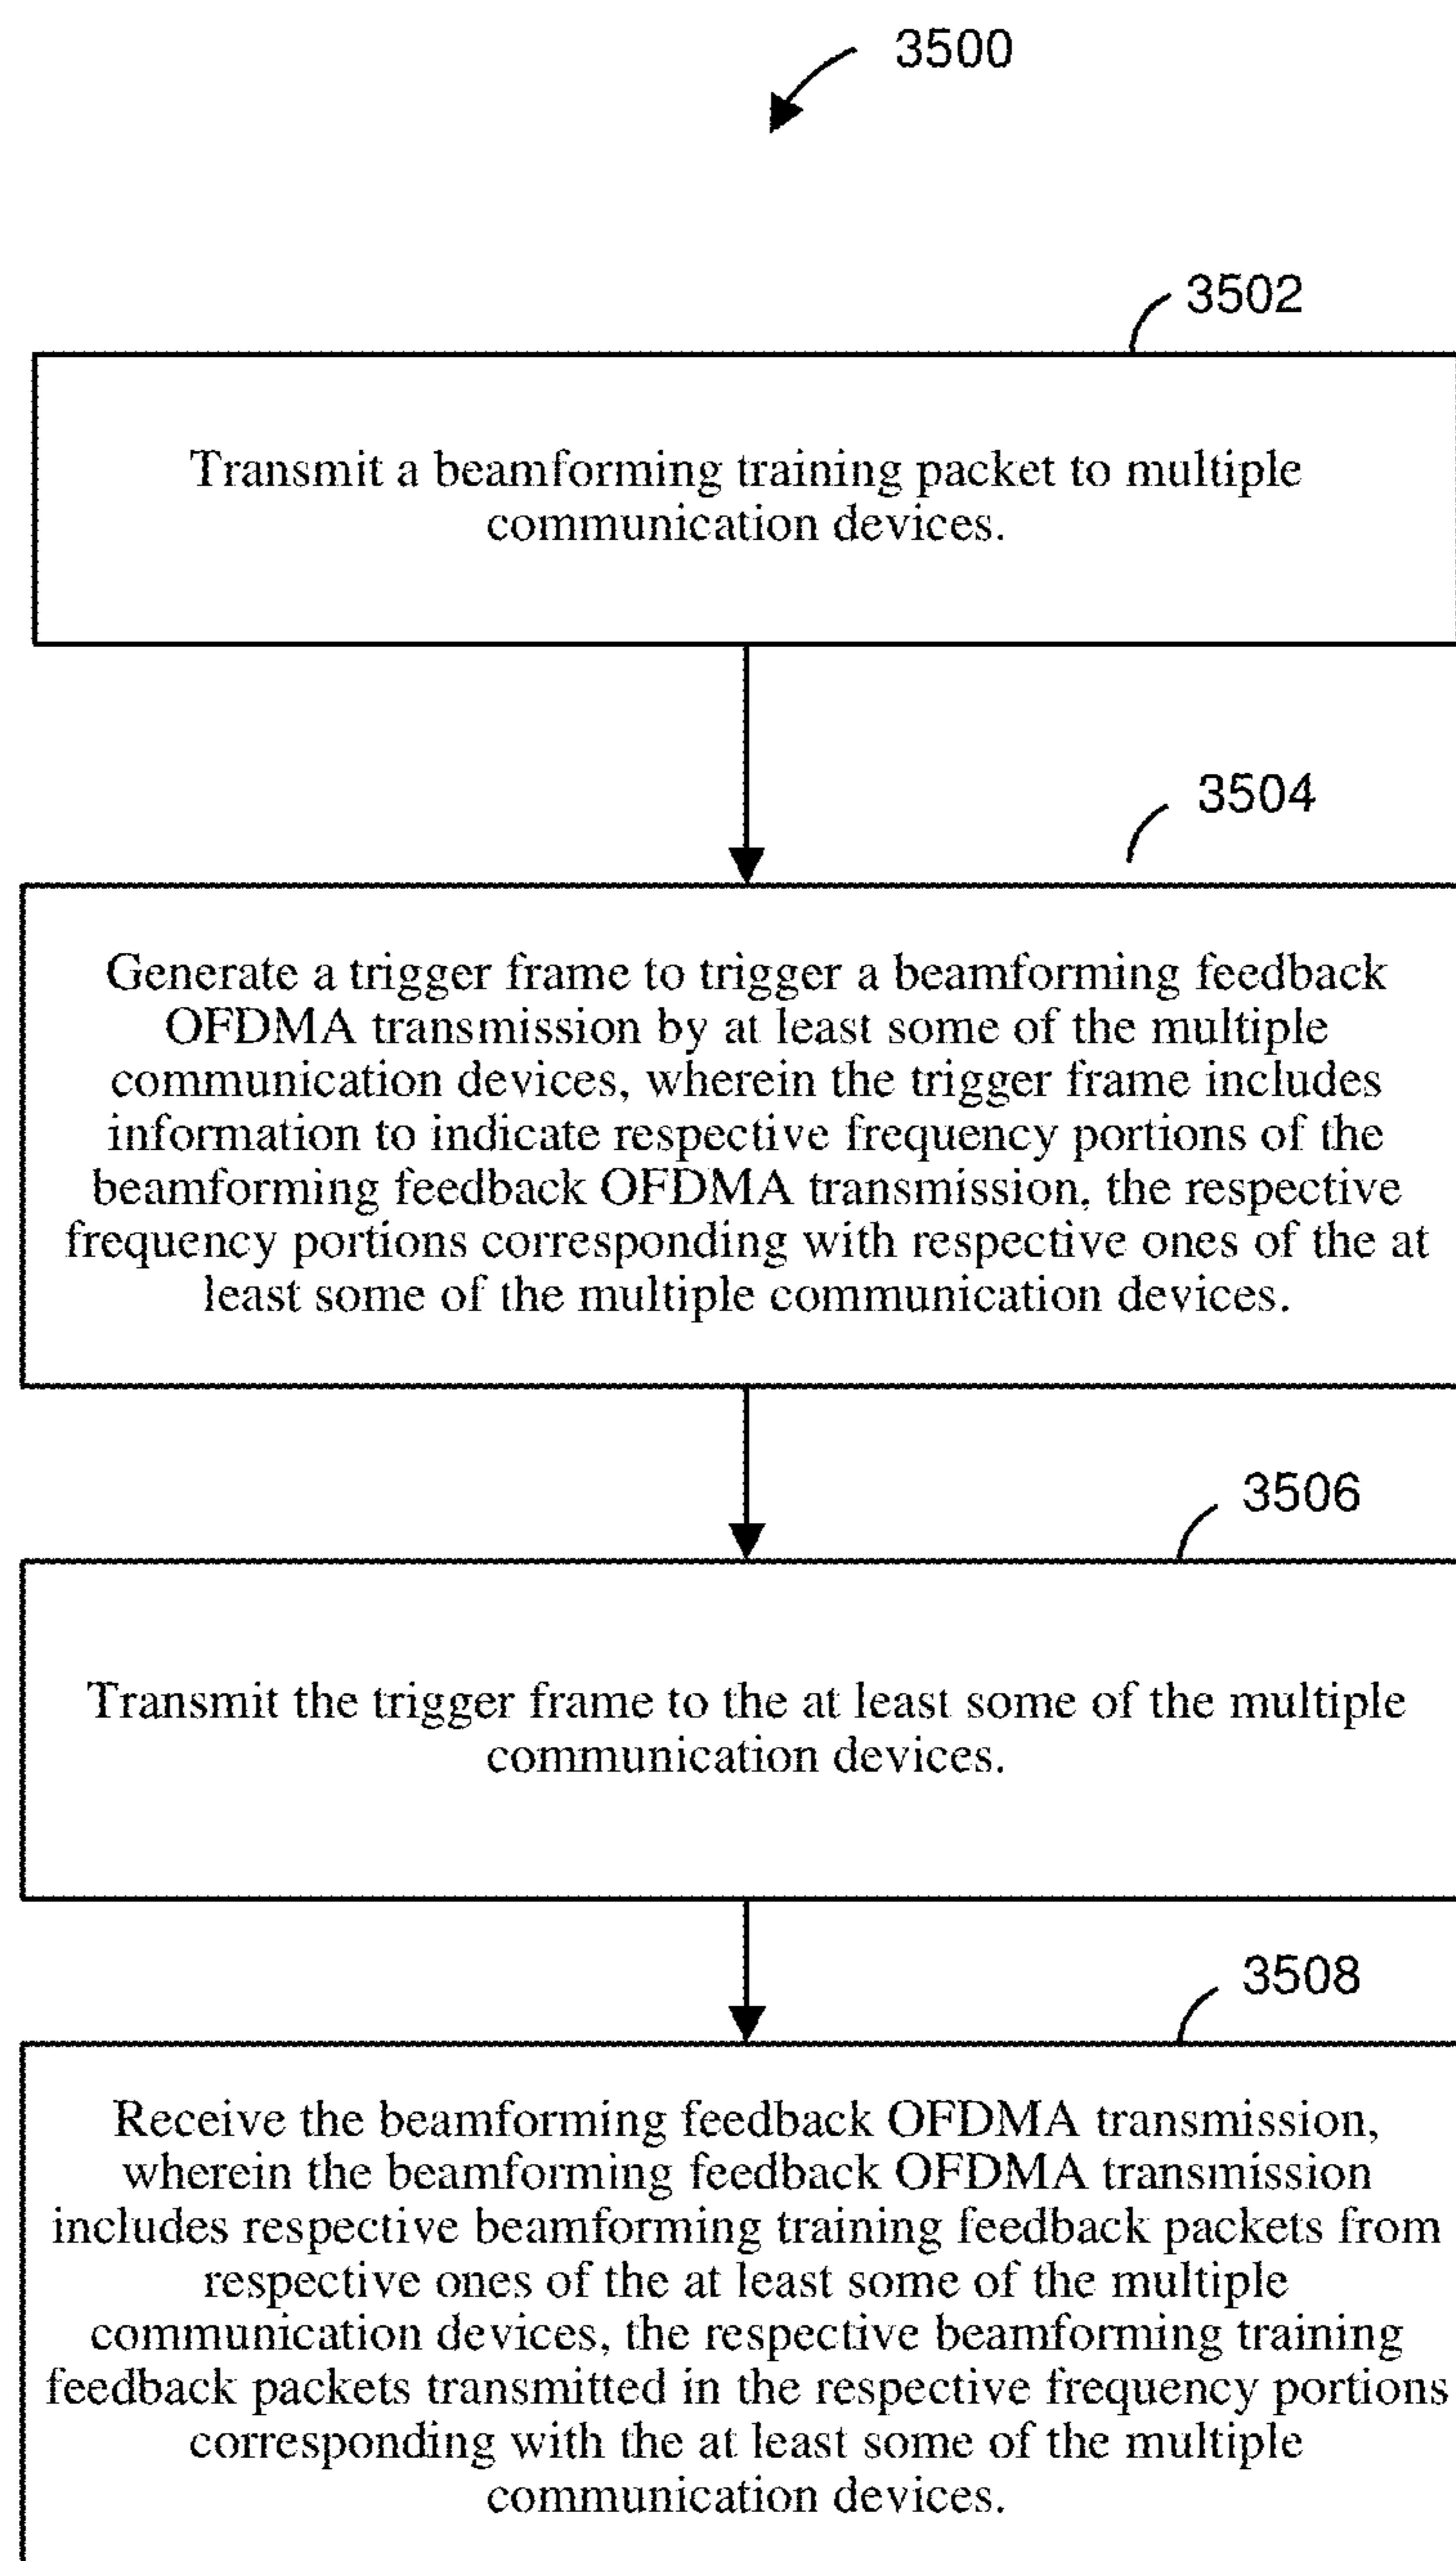 3500
3502
Transmit a beamforming training packet to multiple
communication devices.
3504
Generate a trigger frame to trigger a beamforming feedback
OFDMA transmission by at least some of the multiple
communication devices, wherein the trigger frame includes
information to indicate respective frequency portions of the
beamforming feedback OFDMA transmission, the respective
frequency portions corresponding with respective ones of the at
least some of the multiple communication devices.
3506
Transmit the trigger frame to the at least some of the multiple
communication devices.
3508
Receive the beamforming feedback OFDMA transmission,
wherein the beamforming feedback OFDMA transmission
includes respective beamforming training feedback packets from
respective ones of the at least some of the multiple
communication devices, the respective beamforming training
feedback packets transmitted in the respective frequency portions
corresponding with the at least some of the multiple
communication devices.